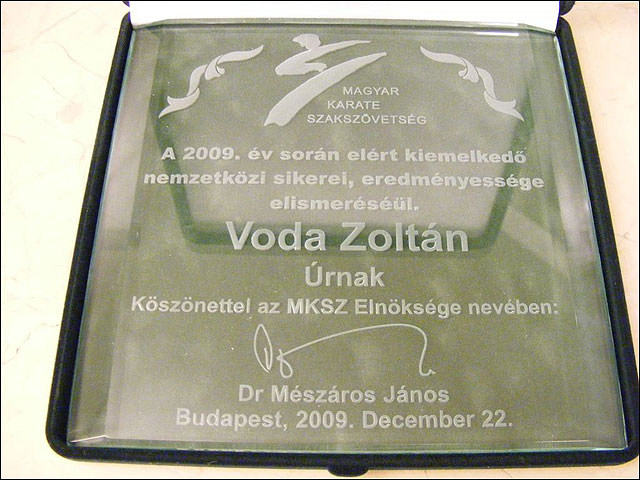 MAGYAR
KARATE
SZAKSZÖVETSÉG
A 2009. év során elért kiemelkedő
nemzetközi sikerei, eredményessége
elismeréséül.
Voda Zoltán
Úrnak
Köszönettel az MKSZ Elnöksége nevében:
Dr Mészáros János
Budapest, 2009. December 22.